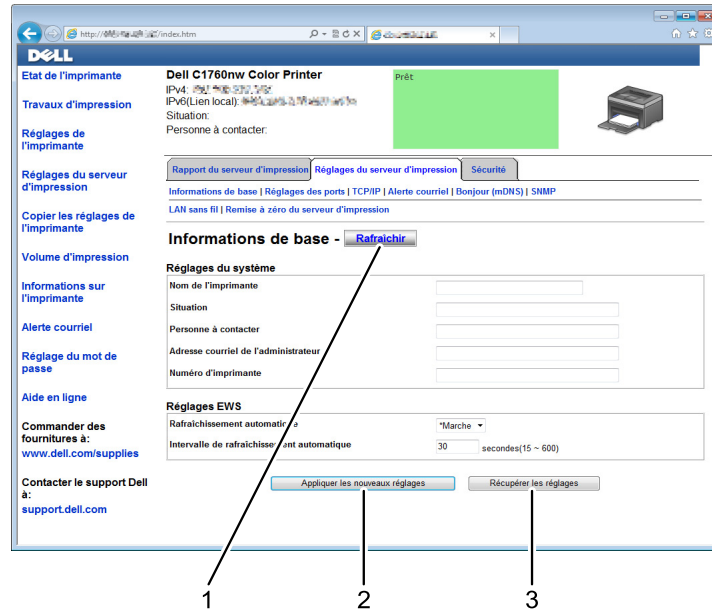 http:// /index.htm
DELL
Etat de l'imprimante
Travaux d'impression
Réglages de
l'imprimante
Réglages du serveur
d'impression
Copier les réglages de
l'imprimante
Volume d'impression
Informations sur
l'imprimante
Alerte courriel
Réglage du mot de
passe
Aide en ligne
Commander des
fournitures à:
www.dell.com/supplies
Contacter le support Dell
à:
support.dell.com
Dell C1760nw Color Printer
IPv4:
IPv6(Lien local):
Situation:
Personne à contacter:
Prêt
Rapport du serveur d'impression Réglages du serveur d'impression Sécurité
Informations de base | Réglages des ports | TCP/IP | Alerte courriel | Bonjour (mDNS) | SNMP
LAN sans fil | Remise à zéro du serveur d'impression
Informations de base - Rafraîchir
Réglages du système
Nom de l'imprimante
Situation
Personne à contacter
Adresse courriel de l'administrateur
Numéro d'imprimante
Réglages EWS
Rafraîchissement automatique *Marche
Intervalle de rafraîchissement automatique 30 secondes(15 ~ 600)
Appliquer les nouveaux réglages Récupérer les réglages
1 2 3